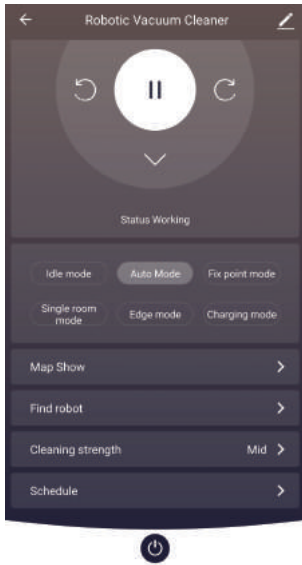 Robotic Vacuum Cleaner
Status Working
Idle mode
Auto Mode
Fix point mode
Single room
mode
Edge mode
Charging mode
Map Show
Find robot
Cleaning strength
Mid
Schedule